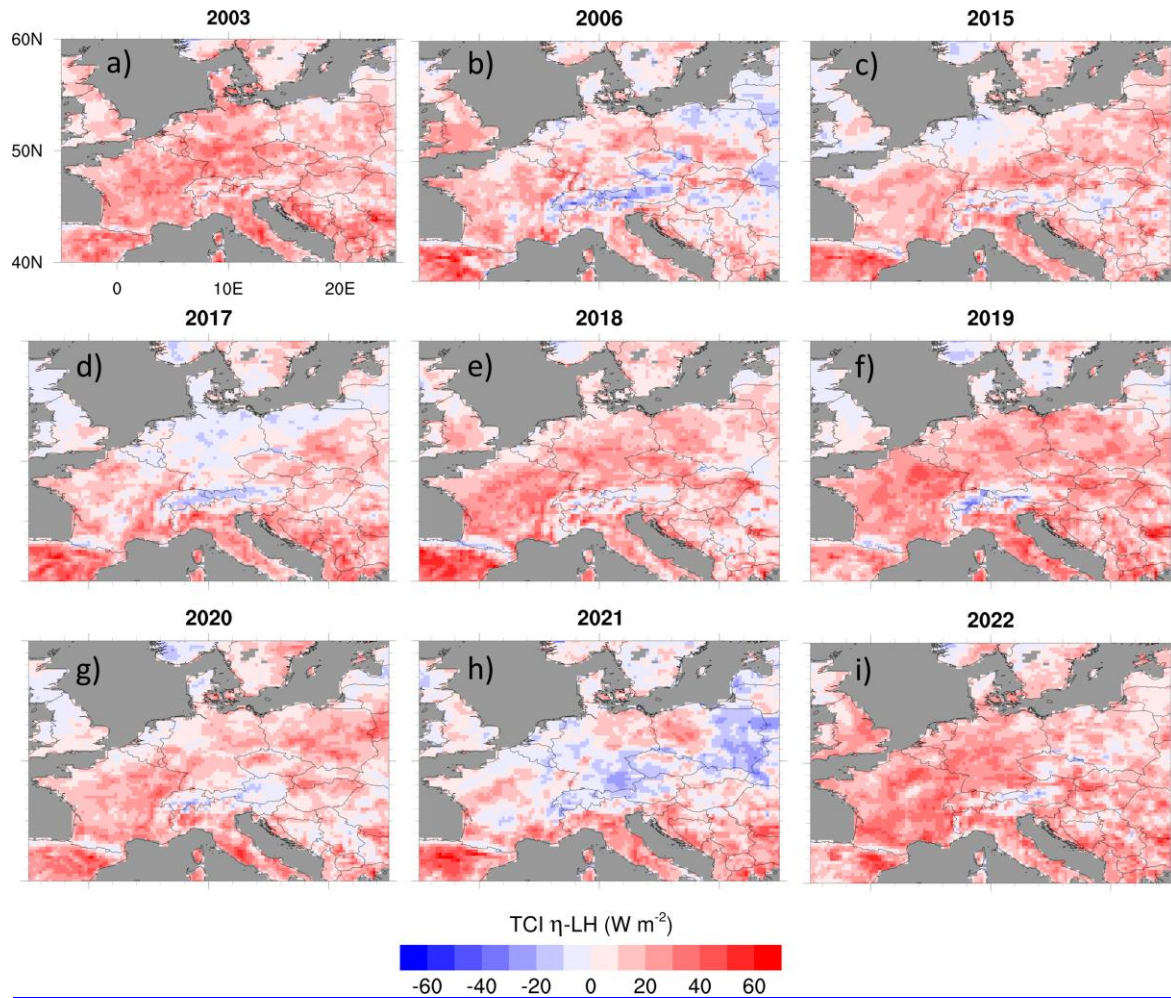 2003 2006 2015
60N a) b) c)
50N
40N
0 10E 20E
2017 2018 2019
d) e) f)
2020 2021 2022
g) h) i)
TCI η-LH (W m⁻²)
-60 -40 -20 0 20 40 60